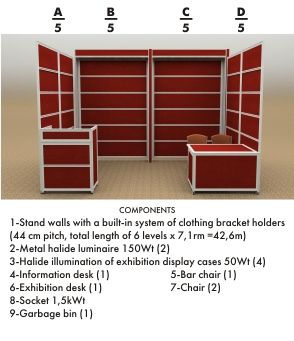 A B C D
5 5 5 5
COMPONENTS
1-Stand walls with a built-in system of clothing bracket holders
(44 cm pitch, total length of 6 levels x 7,1rm =42,6m)
2-Metal halide luminaire 150Wt (2)
3-Halide illumination of exhibition display cases 50Wt (4)
4-Information desk (1) 5-Bar chair (1)
6-Exhibition desk (1) 7-Chair (2)
8-Socket 1,5kWt
9-Garbage bin (1)